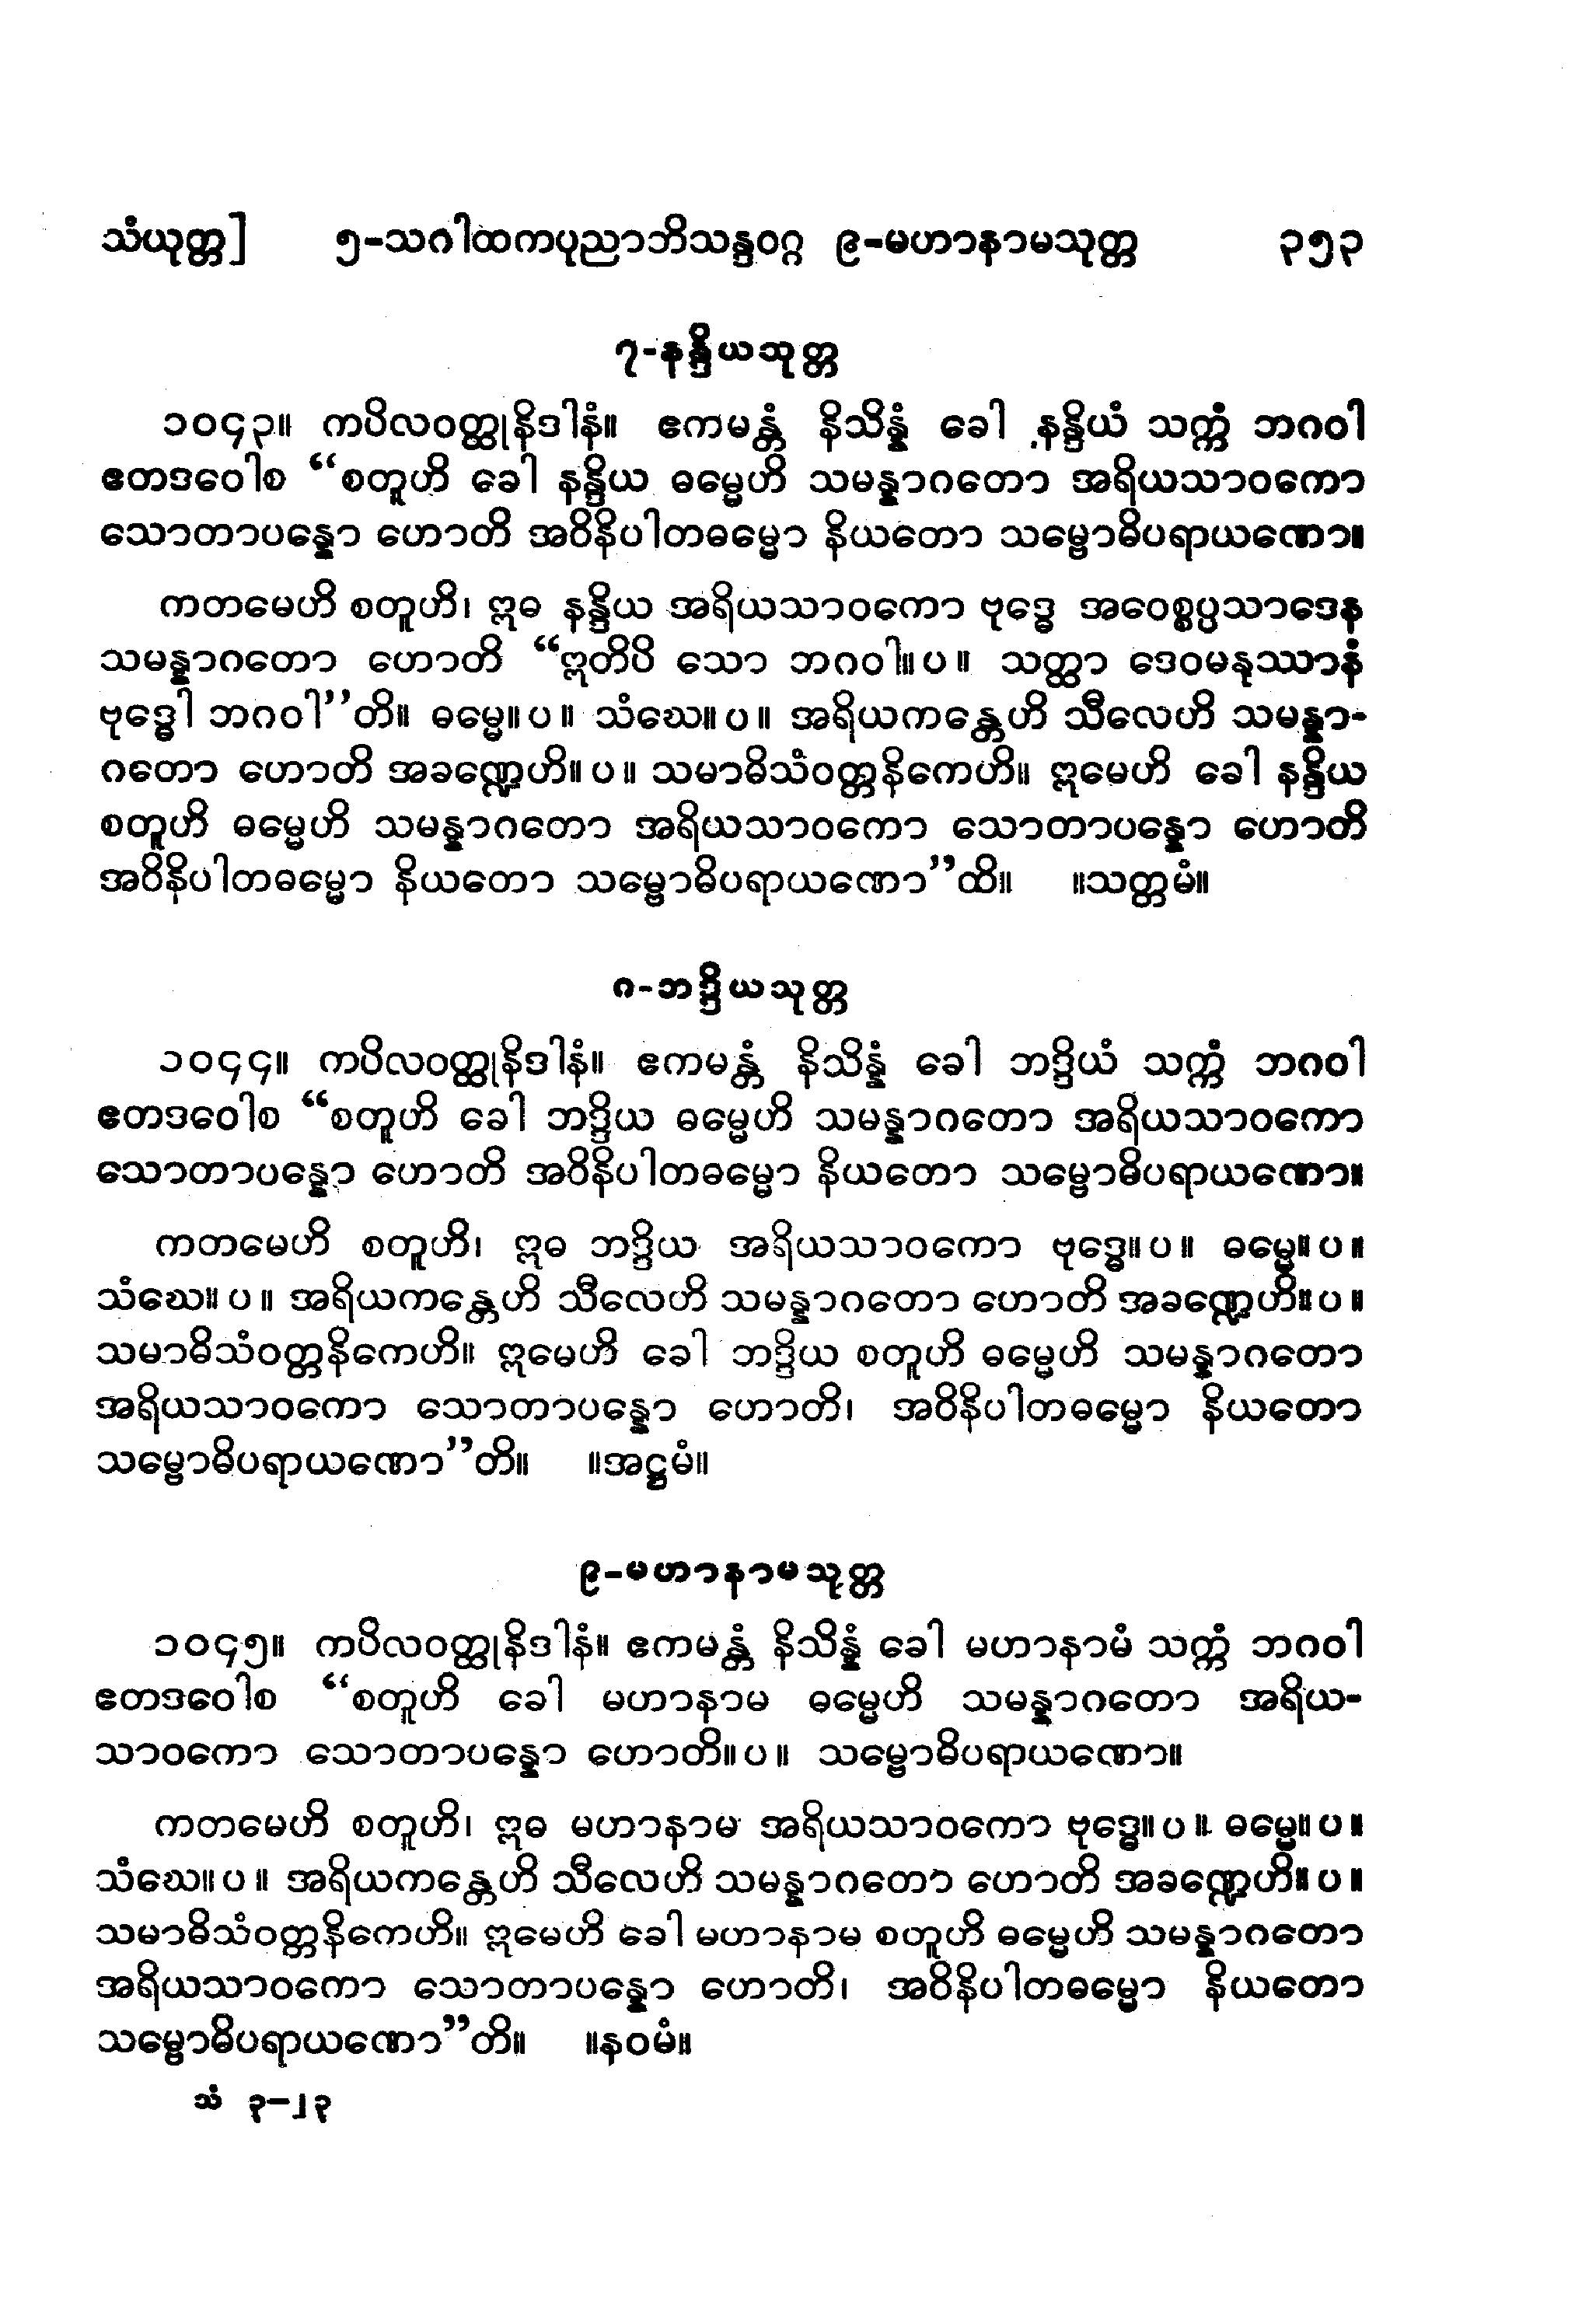 သံယုတ္တ] ၅-သဂါထကပုညာဘိသန္ဒဝဂ္ဂ ၉-မဟာနာမသုတ္တ ၃၅၃
၇-နန္ဒိယသုတ္တ
၁၀၄၃။ ကပိလဝတ္ထုနိဒါနံ။ ဧကမန္တံ နိသိန္နံ ခေါ နန္ဒိယံ သက္ကံ ဘဂဝါ
ဧတဒဝေါစ “စတူဟိ ခေါ နန္ဒိယ ဓမ္မေဟိ သမန္နာဂတော အရိယသာဝကော
သောတာပန္နော ဟောတိ အဝိနိပါတဓမ္မော နိယတော သမ္ဗောဓိပရာယဏော။
ကတမေဟိ စတူဟိ၊ ဣဓ နန္ဒိယ အရိယသာဝကော ဗုဒ္ဓေ အဝေစ္စပ္ပသာဒေန
သမန္နာဂတော ဟောတိ “ဣတိပိ သော ဘဂဝါ။ပ။ သတ္ထာ ဒေဝမနုဿာနံ
ဗုဒ္ဓေါ ဘဂဝါ”တိ။ ဓမ္မေ။ပ။ သံဃေ။ပ။ အရိယကန္တေဟိ သီလေဟိ သမန္နာ-
ဂတော ဟောတိ အခဏ္ဍေဟိ။ပ။ သမာဓိသံဝတ္တနိကေဟိ။ ဣမေဟိ ခေါ နန္ဒိယ
စတူဟိ ဓမ္မေဟိ သမန္နာဂတော အရိယသာဝကော သောတာပန္နော ဟောတိ
အဝိနိပါတဓမ္မော နိယတော သမ္ဗောဓိပရာယဏော”ထိ။ ။သတ္တမံ။
၈-ဘဒ္ဒိယသုတ္တ
၁၀၄၄။ ကပိလဝတ္ထုနိဒါနံ။ ဧကမန္တံ နိသိန္နံ ခေါ ဘဒ္ဒိယံ သက္ကံ ဘဂဝါ
ဧတဒဝေါစ “စတူဟိ ခေါ ဘဒ္ဒိယ ဓမ္မေဟိ သမန္နာဂတော အရိယသာဝကော
သောတာပန္နော ဟောတိ အဝိနိပါတဓမ္မော နိယတော သမ္ဗောဓိပရာယဏော။
ကတမေဟိ စတူဟိ၊ ဣဓ ဘဒ္ဒိယ အရိယသာဝကော ဗုဒ္ဓေ။ပ။ ဓမ္မေ။ပ။
သံဃေ။ပ။ အရိယကန္တေဟိ သီလေဟိ သမန္နာဂတော ဟောတိ အခဏ္ဍေဟိ။ပ။
သမာဓိသံဝတ္တနိကေဟိ။ ဣမေဟိ ခေါ ဘဒ္ဒိယ စတူဟိ ဓမ္မေဟိ သမန္နာဂတော
အရိယသာဝကော သောတာပန္နော ဟောတိ၊ အဝိနိပါတဓမ္မော နိယတော
သမ္ဗောဓိပရာယဏော”တိ။ ။အဋ္ဌမံ။
၉-မဟာနာမသုတ္တ
၁၀၄၅။ ကပိလဝတ္ထုနိဒါနံ။ ဧကမန္တံ နိသိန္နံ ခေါ မဟာနာမံ သက္ကံ ဘဂဝါ
ဧတဒဝေါစ “စတူဟိ ခေါ မဟာနာမ ဓမ္မေဟိ သမန္နာဂတော အရိယ-
သာဝကော သောတာပန္နော ဟောတိ။ပ။ သမ္ဗောဓိပရာယဏော။
ကတမေဟိ စတူဟိ၊ ဣဓ မဟာနာမ အရိယသာဝကော ဗုဒ္ဓေ။ပ။ ဓမ္မေ။ပ။
သံဃေ။ပ။ အရိယကန္တေဟိ သီလေဟိ သမန္နာဂတော ဟောတိ အခဏ္ဍေဟိ။ပ။
သမာဓိသံဝတ္တနိကေဟိ။ ဣမေဟိ ခေါ မဟာနာမ စတူဟိ ဓမ္မေဟိ သမန္နာဂတော
အရိယသာဝကော သောတာပန္နော ဟောတိ၊ အဝိနိပါတဓမ္မော နိယတော
သမ္ဗောဓိပရာယဏော”တိ။ ။နဝမံ။
သံ ၃-၂၃